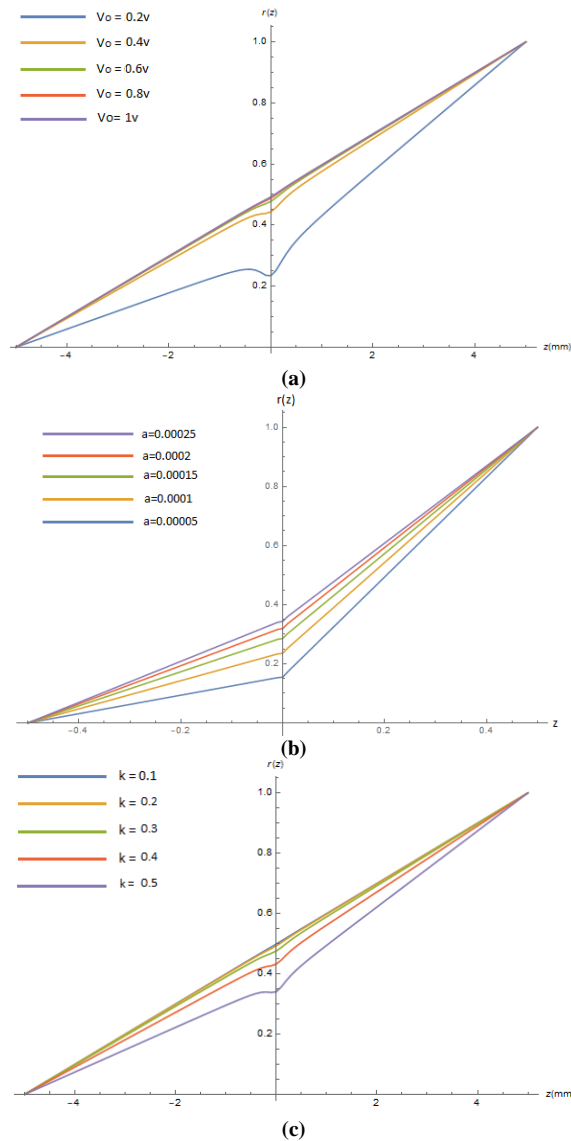 r(z)
Vo = 0.2v
Vo = 0.4v
Vo = 0.6v
Vo = 0.8v
Vo= 1v
1.0
0.8
0.6
0.4
0.2
-4 -2 2 4 z(mm)
(a)
r(z)
a=0.00025
a=0.0002
a=0.00015
a=0.0001
a=0.00005
1.0
0.8
0.6
0.4
0.2
-0.4 -0.2 0.2 0.4 z
(b)
r(z)
k = 0.1
k = 0.2
k = 0.3
k = 0.4
k = 0.5
1.0
0.8
0.6
0.4
0.2
-4 -2 2 4 z(mm
(c)